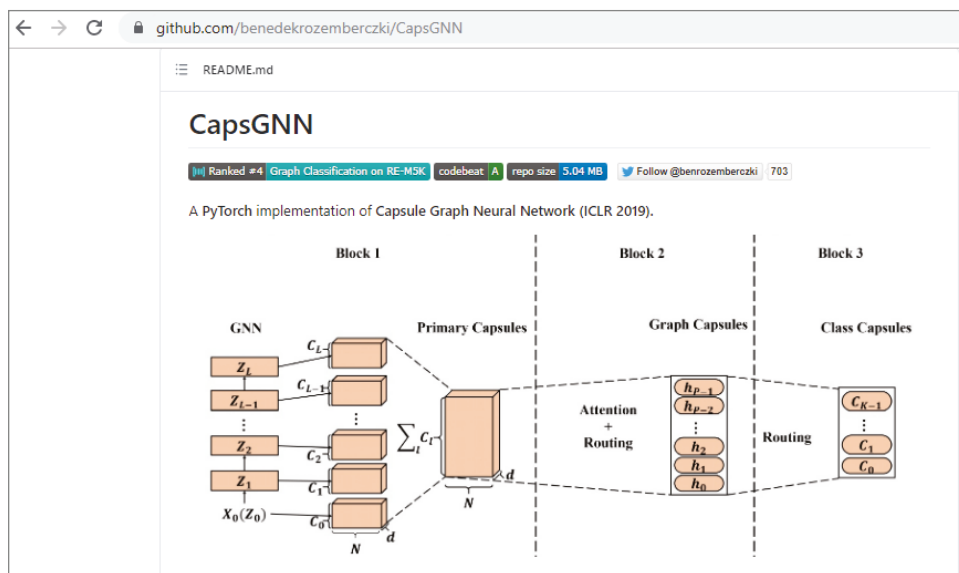 github.com/benedekrozemberczki/CapsGNN
README.md
CapsGNN
Ranked #4 Graph Classification on RE-M5K codebeat A repo size 5.04 MB Follow @benrozemberczki 703
A PyTorch implementation of Capsule Graph Neural Network (ICLR 2019).
Block 1 Block 2 Block 3
GNN Primary Capsules Graph Capsules Class Capsules
C_L
Z_L
C_{L-1}
Z_{L-1}
⋮ ⋮
Z_2 C_2
Z_1 C_1
X_0(Z_0) C_0
N d
∑_l C_l
N d
Attention
+
Routing
h_{P-1}
h_{P-2}
⋮
h_2
h_1
h_0
Routing
C_{K-1}
⋮
C_1
C_0